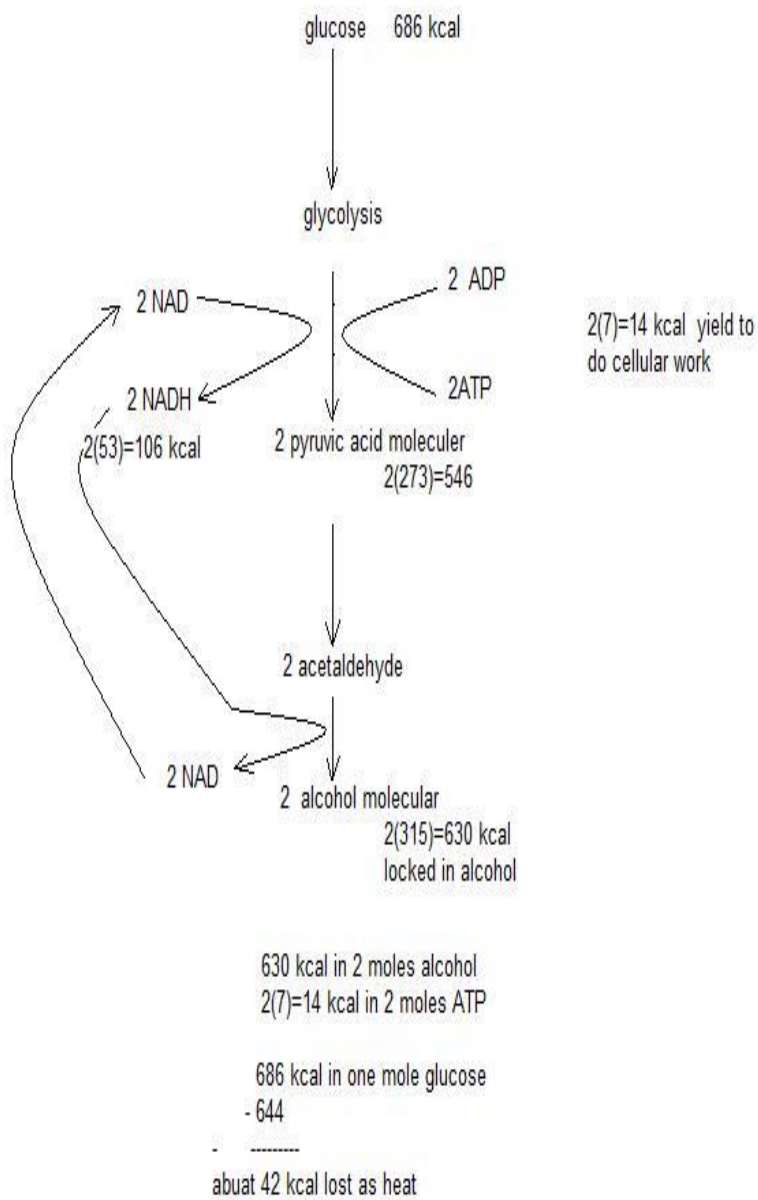 glucose 686 kcal
glycolysis
2 NAD
2 ADP
2(7)=14 kcal yield to
do cellular work
2 NADH
2ATP
2(53)=106 kcal
2 pyruvic acid moleculer
2(273)=546
2 acetaldehyde
2 NAD
2 alcohol molecular
2(315)=630 kcal
locked in alcohol
630 kcal in 2 moles alcohol
2(7)=14 kcal in 2 moles ATP
686 kcal in one mole glucose
- 644
- ---------
abuat 42 kcal lost as heat